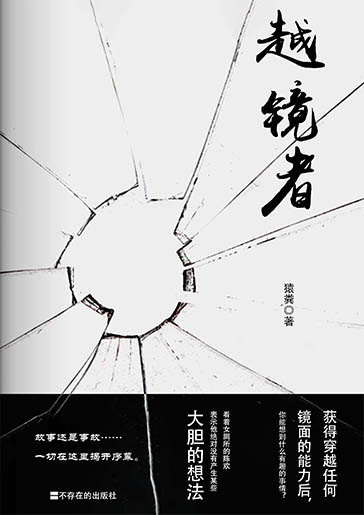 越镜者
猿粪◎著
获得穿越任何
镜面的能力后，
你能想到什么有趣的事情？
看着女厕所的陈欢
表示他绝对没有产生某些
大胆的想法
故事还是事故……
一切在这里揭开序幕。
不存在的出版社